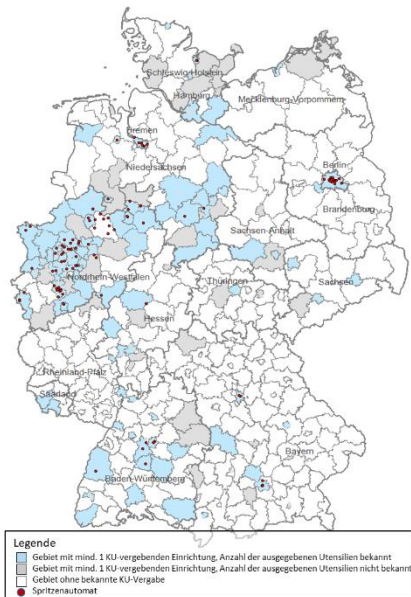 Schleswig-Holstein
Hamburg
Mecklenburg-Vorpommern
Bremen
Niedersachsen
Berlin
Brandenburg
Sachsen-Anhalt
Nordrhein-Westfalen
Thüringen
Sachsen
Hessen
Rheinland-Pfalz
Saarland
Bayern
Baden-Württemberg
Legende
Gebiet mit mind. 1 KU-vergebenden Einrichtung, Anzahl der ausgegebenen Utensilien bekannt
Gebiet mit mind. 1 KU-vergebenden Einrichtung, Anzahl der ausgegebenen Utensilien nicht bekannt
Gebiet ohne bekannte KU-Vergabe
Spritzenautomat